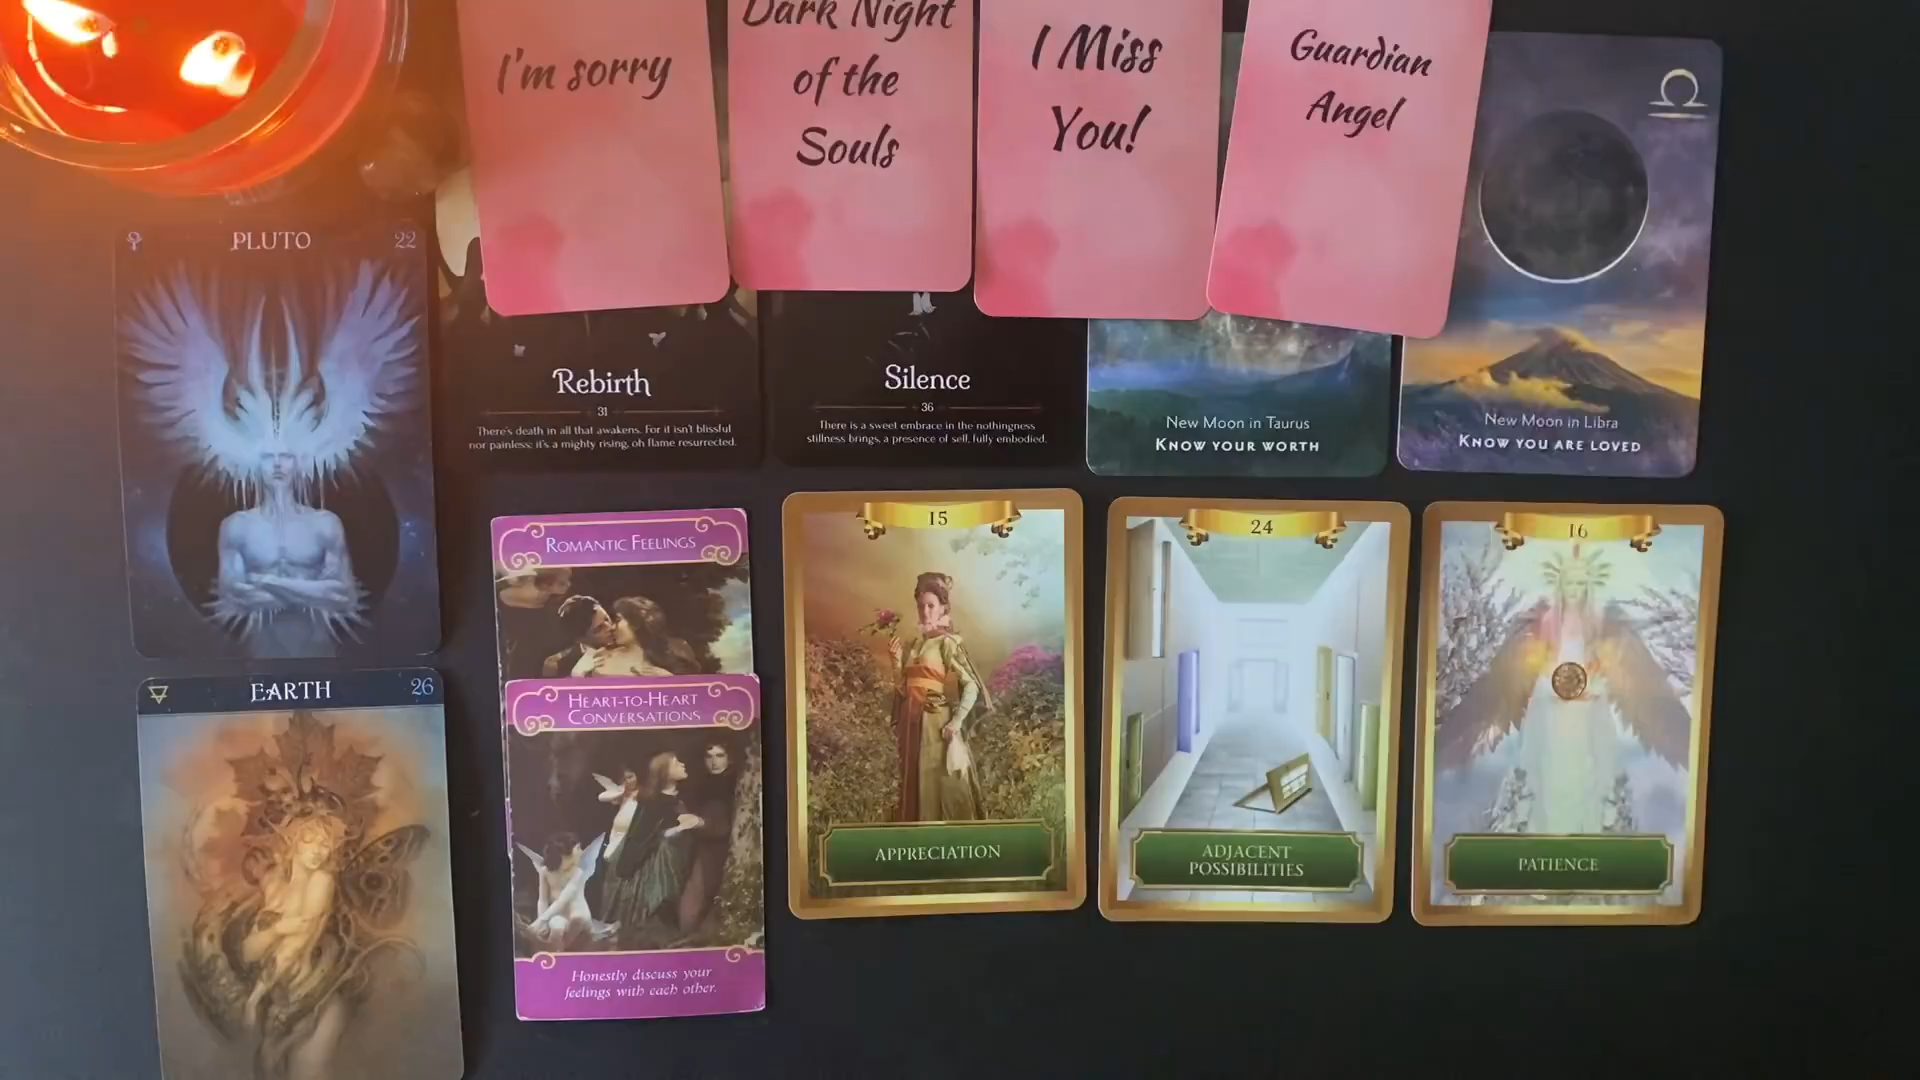 I'm sorry
Dark Night
of the
Souls
I Miss
You!
Guardian
Angel
PLUTO
22
Rebirth
31
There's death in all that awakens. For it isn't blissful
nor painless; it's a mighty rising, oh flame resurrected.
Silence
36
There is a sweet embrace in the nothingness
stillness brings, a presence of self, fully embodied.
New Moon in Taurus
KNOW YOUR WORTH
New Moon in Libra
KNOW YOU ARE LOVED
EARTH
26
ROMANTIC FEELINGS
HEART-TO-HEART
CONVERSATIONS
Honestly discuss your
feelings with each other.
15
APPRECIATION
24
ADJACENT
POSSIBILITIES
16
PATIENCE